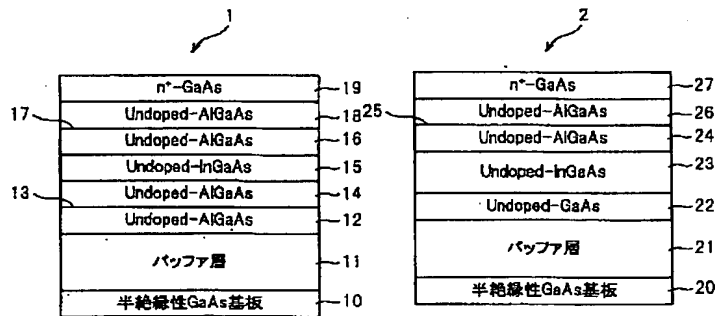 1
n⁺-GaAs 19
17 Undoped-AlGaAs 18
Undoped-AlGaAs 16
Undoped-InGaAs 15
13 Undoped-AlGaAs 14
Undoped-AlGaAs 12
バッファ層 11
半絶縁性GaAs基板 10
2
n⁺-GaAs 27
25 Undoped-AlGaAs 26
Undoped-AlGaAs 24
Undoped-InGaAs 23
Undoped-GaAs 22
バッファ層 21
半絶縁性GaAs基板 20